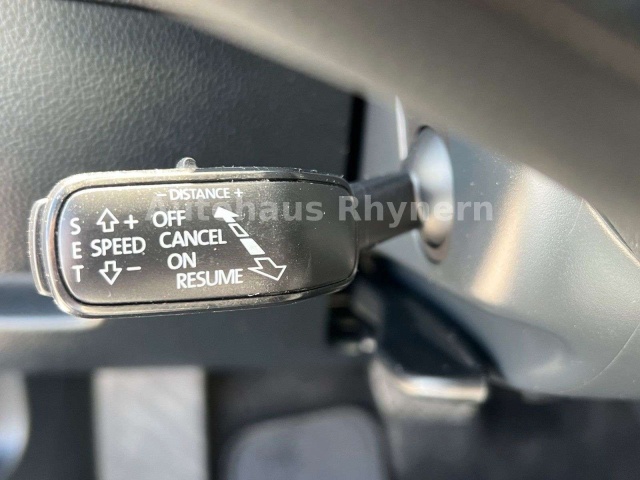 - DISTANCE +
S E T
+ OFF
SPEED CANCEL
- ON
RESUME
Autohaus Rhynern